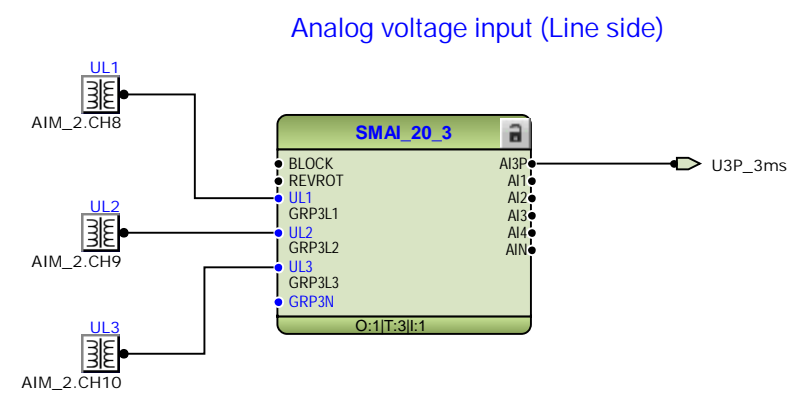 Analog voltage input (Line side)
UL1
AIM_2.CH8
SMAI_20_3
BLOCK
AI3P
U3P_3ms
REVROT
AI1
UL1
AI2
GRP3L1
AI3
UL2
AIM_2.CH9
UL2
AI4
GRP3L2
AIN
UL3
GRP3L3
GRP3N
O:1|T:3|I:1
UL3
AIM_2.CH10